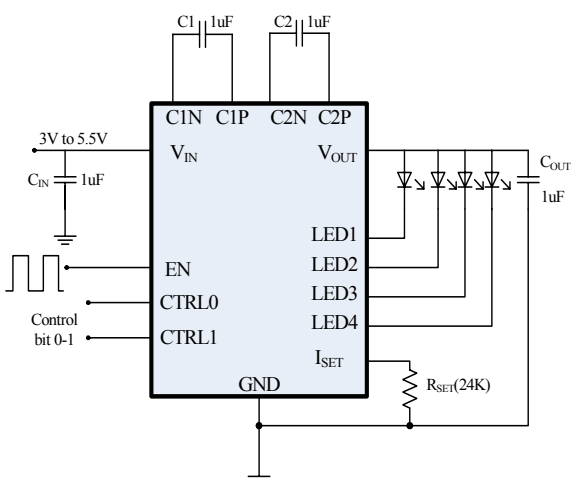 C1 1uF C2 1uF
C1N C1P C2N C2P
3V to 5.5V
VIN VOUT
CIN 1uF
COUT
1uF
LED1
LED2
EN
LED3
CTRL0
LED4
Control
bit 0-1
CTRL1
ISET
GND
RSET(24K)